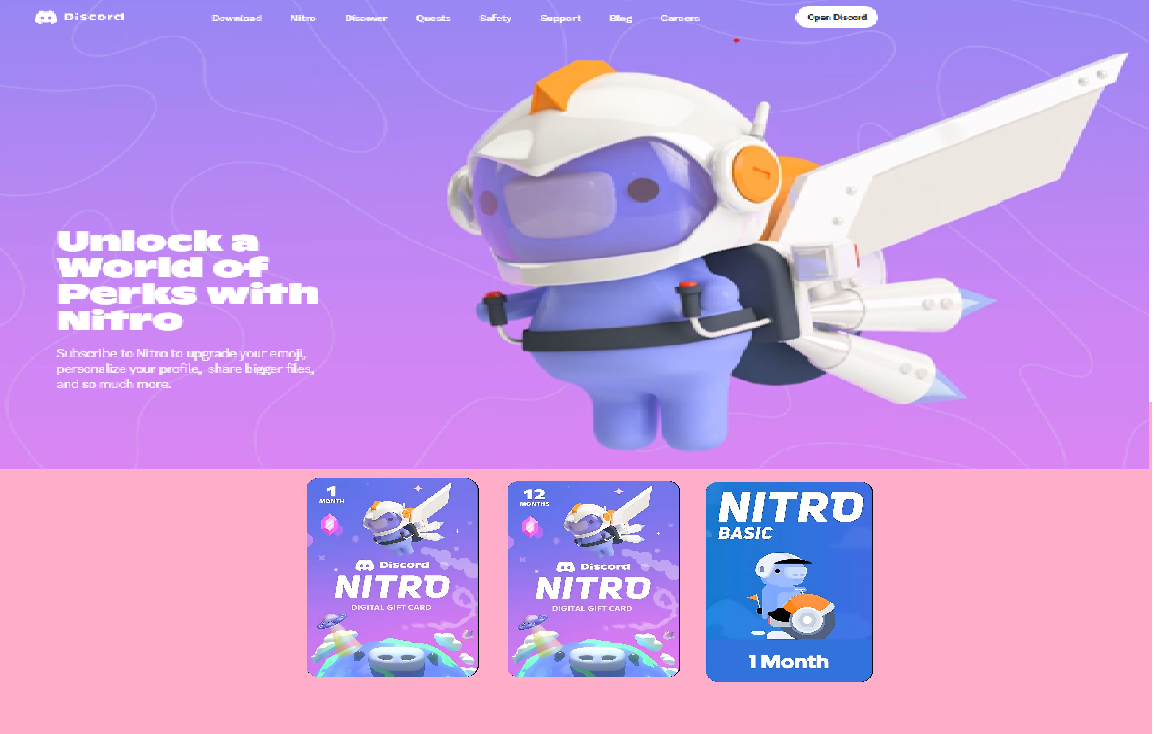 Discord
Download Nitro Discover Quests Safety Support Blog Careers
Open Discord
Unlock a
World of
Perks with
Nitro
Subscribe to Nitro to upgrade your emoji,
personalize your profile, share bigger files,
and so much more.
1
MONTH
Discord
NITRO
DIGITAL GIFT CARD
12
MONTHS
Discord
NITRO
DIGITAL GIFT CARD
NITRO
BASIC
1 Month